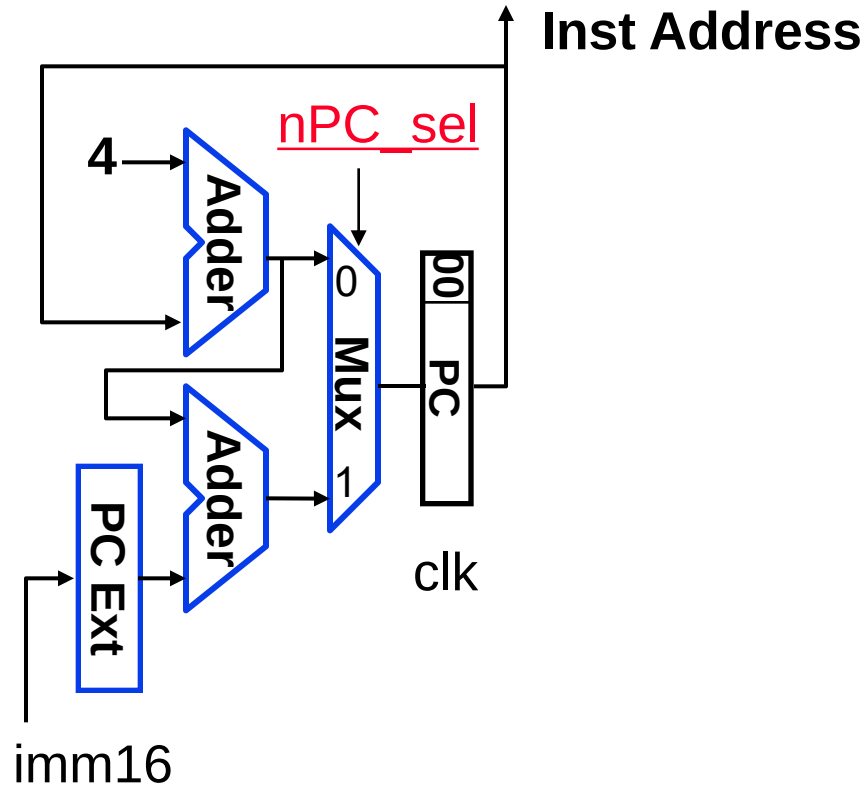 Inst Address
nPC_sel
4
Adder
0
00
Mux
PC
Adder
1
PC Ext
clk
imm16